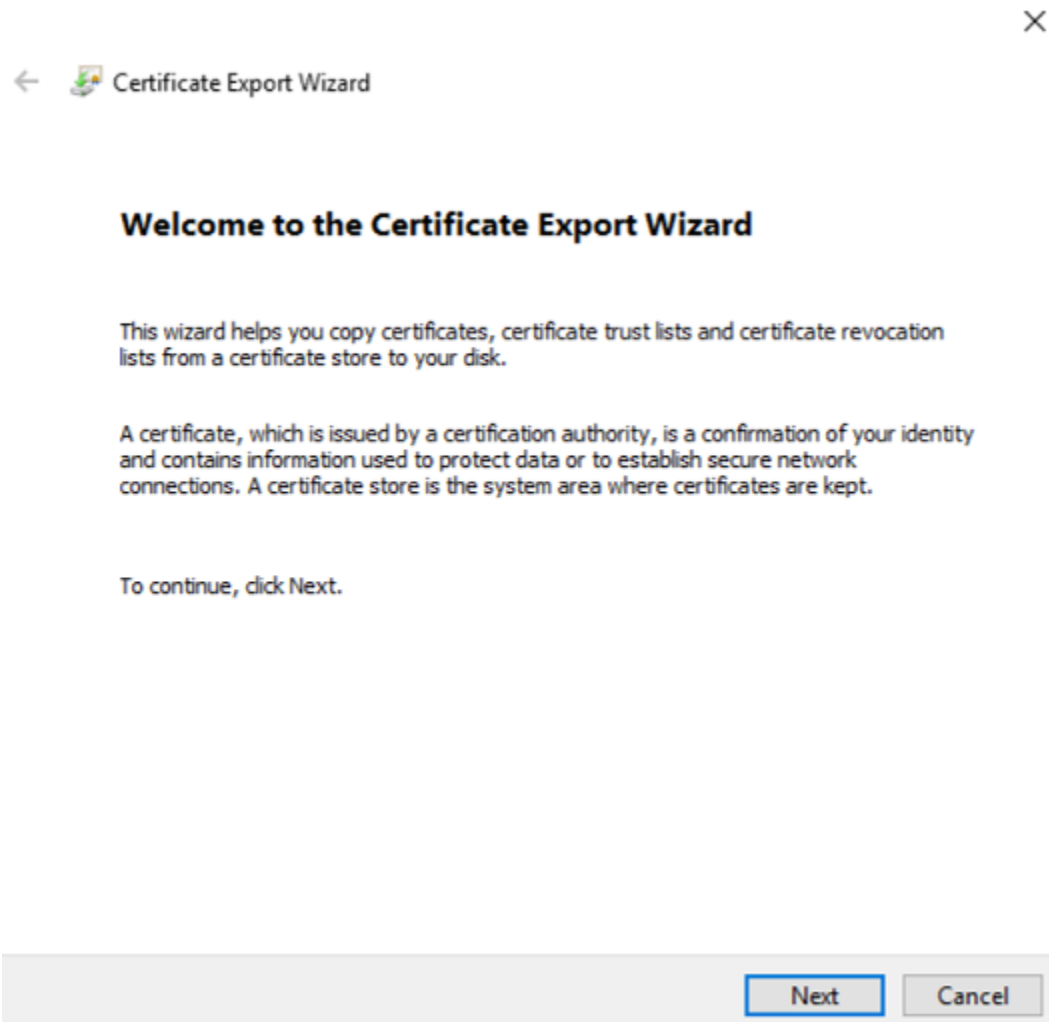 Certificate Export Wizard
Welcome to the Certificate Export Wizard
This wizard helps you copy certificates, certificate trust lists and certificate revocation
lists from a certificate store to your disk.
A certificate, which is issued by a certification authority, is a confirmation of your identity
and contains information used to protect data or to establish secure network
connections. A certificate store is the system area where certificates are kept.
To continue, click Next.
Next
Cancel